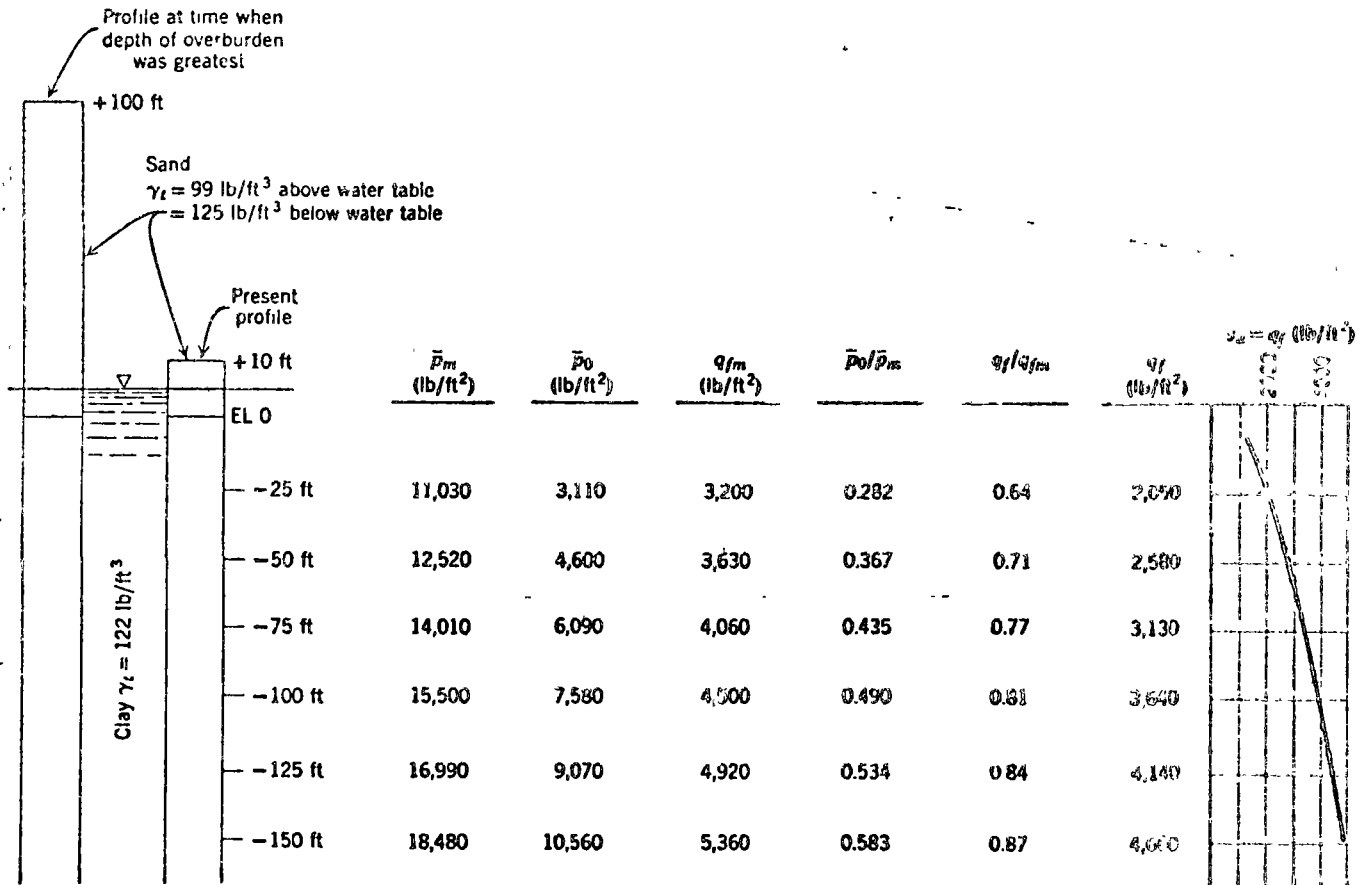 Profile at time when
depth of overburden
was greatest
+100 ft
Sand
γt = 99 lb/ft³ above water table
= 125 lb/ft³ below water table
Present
profile
+10 ft
EL 0
Clay γt = 122 lb/ft³
p̄m (lb/ft²) p̄0 (lb/ft²) qfm (lb/ft²) p̄0/p̄m qf/qfm qf (lb/ft²)
= qf (lb/ft²)
−25 ft 11,030 3,110 3,200 0.282 0.64 2,050
−50 ft 12,520 4,600 3,630 0.367 0.71 2,580
−75 ft 14,010 6,090 4,060 0.435 0.77 3,130
−100 ft 15,500 7,580 4,500 0.490 0.81 3,640
−125 ft 16,990 9,070 4,920 0.534 0.84 4,140
−150 ft 18,480 10,560 5,360 0.583 0.87